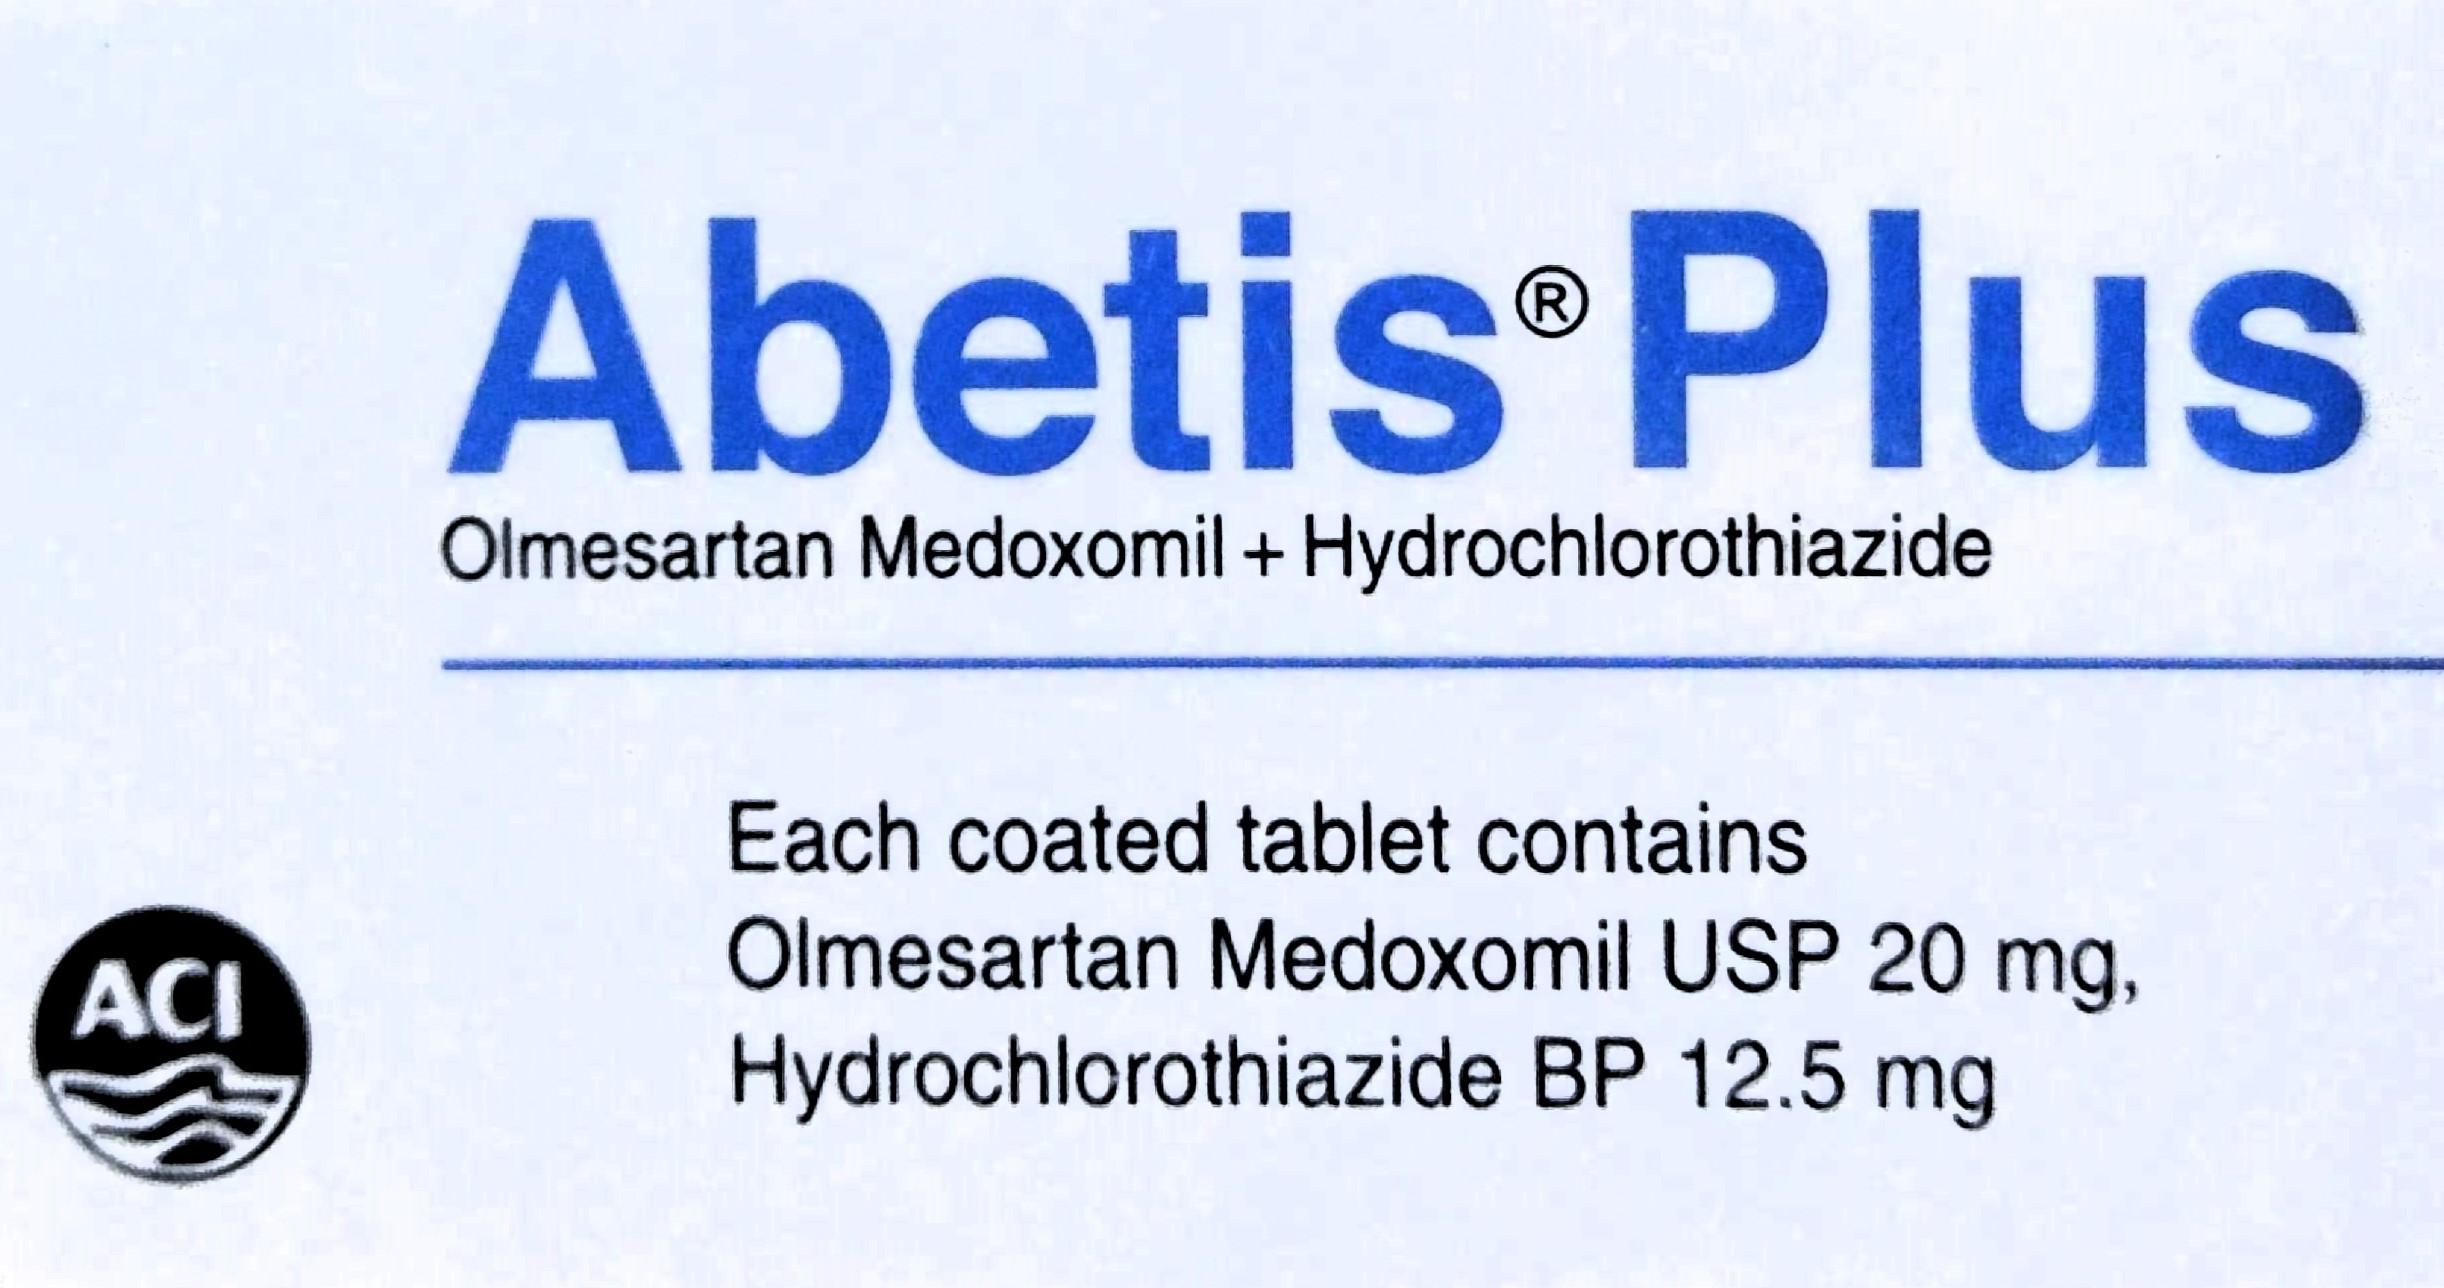 Abetis® Plus
Olmesartan Medoxomil + Hydrochlorothiazide
Each coated tablet contains
Olmesartan Medoxomil USP 20 mg,
Hydrochlorothiazide BP 12.5 mg
ACI